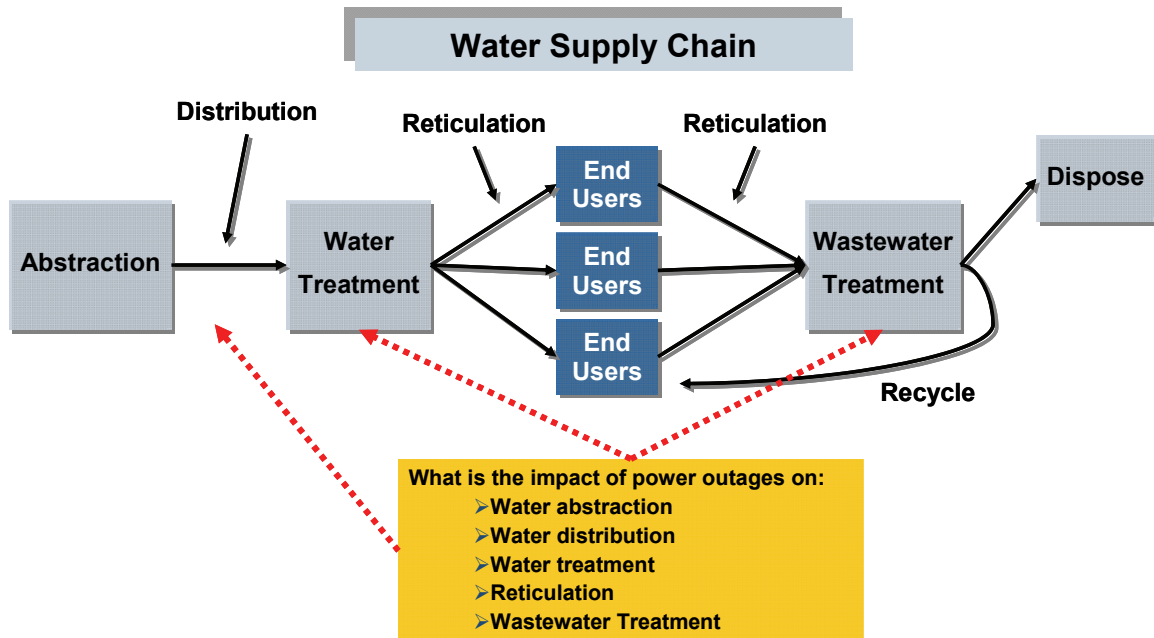 Water Supply Chain
Distribution
Reticulation
Reticulation
Abstraction
Water
Treatment
End
Users
End
Users
End
Users
Wastewater
Treatment
Dispose
Recycle
What is the impact of power outages on:
➢Water abstraction
➢Water distribution
➢Water treatment
➢Reticulation
➢Wastewater Treatment